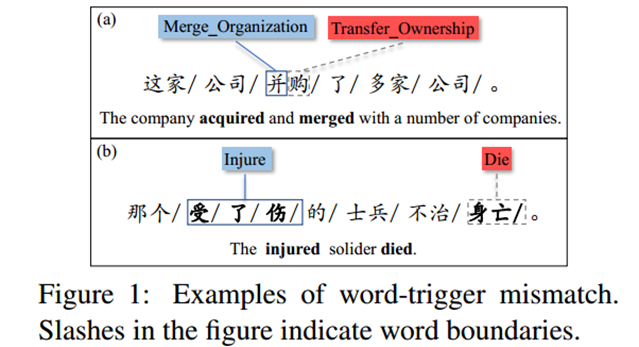 (a)
Merge_Organization Transfer_Ownership
这家/ 公司/ 并购/ 了/ 多家/ 公司/ 。
The company acquired and merged with a number of companies.
(b)
Injure Die
那个/ 受/ 了/ 伤/ 的/ 士兵/ 不治/ 身亡/ 。
The injured solider died.
Figure 1: Examples of word-trigger mismatch.
Slashes in the figure indicate word boundaries.